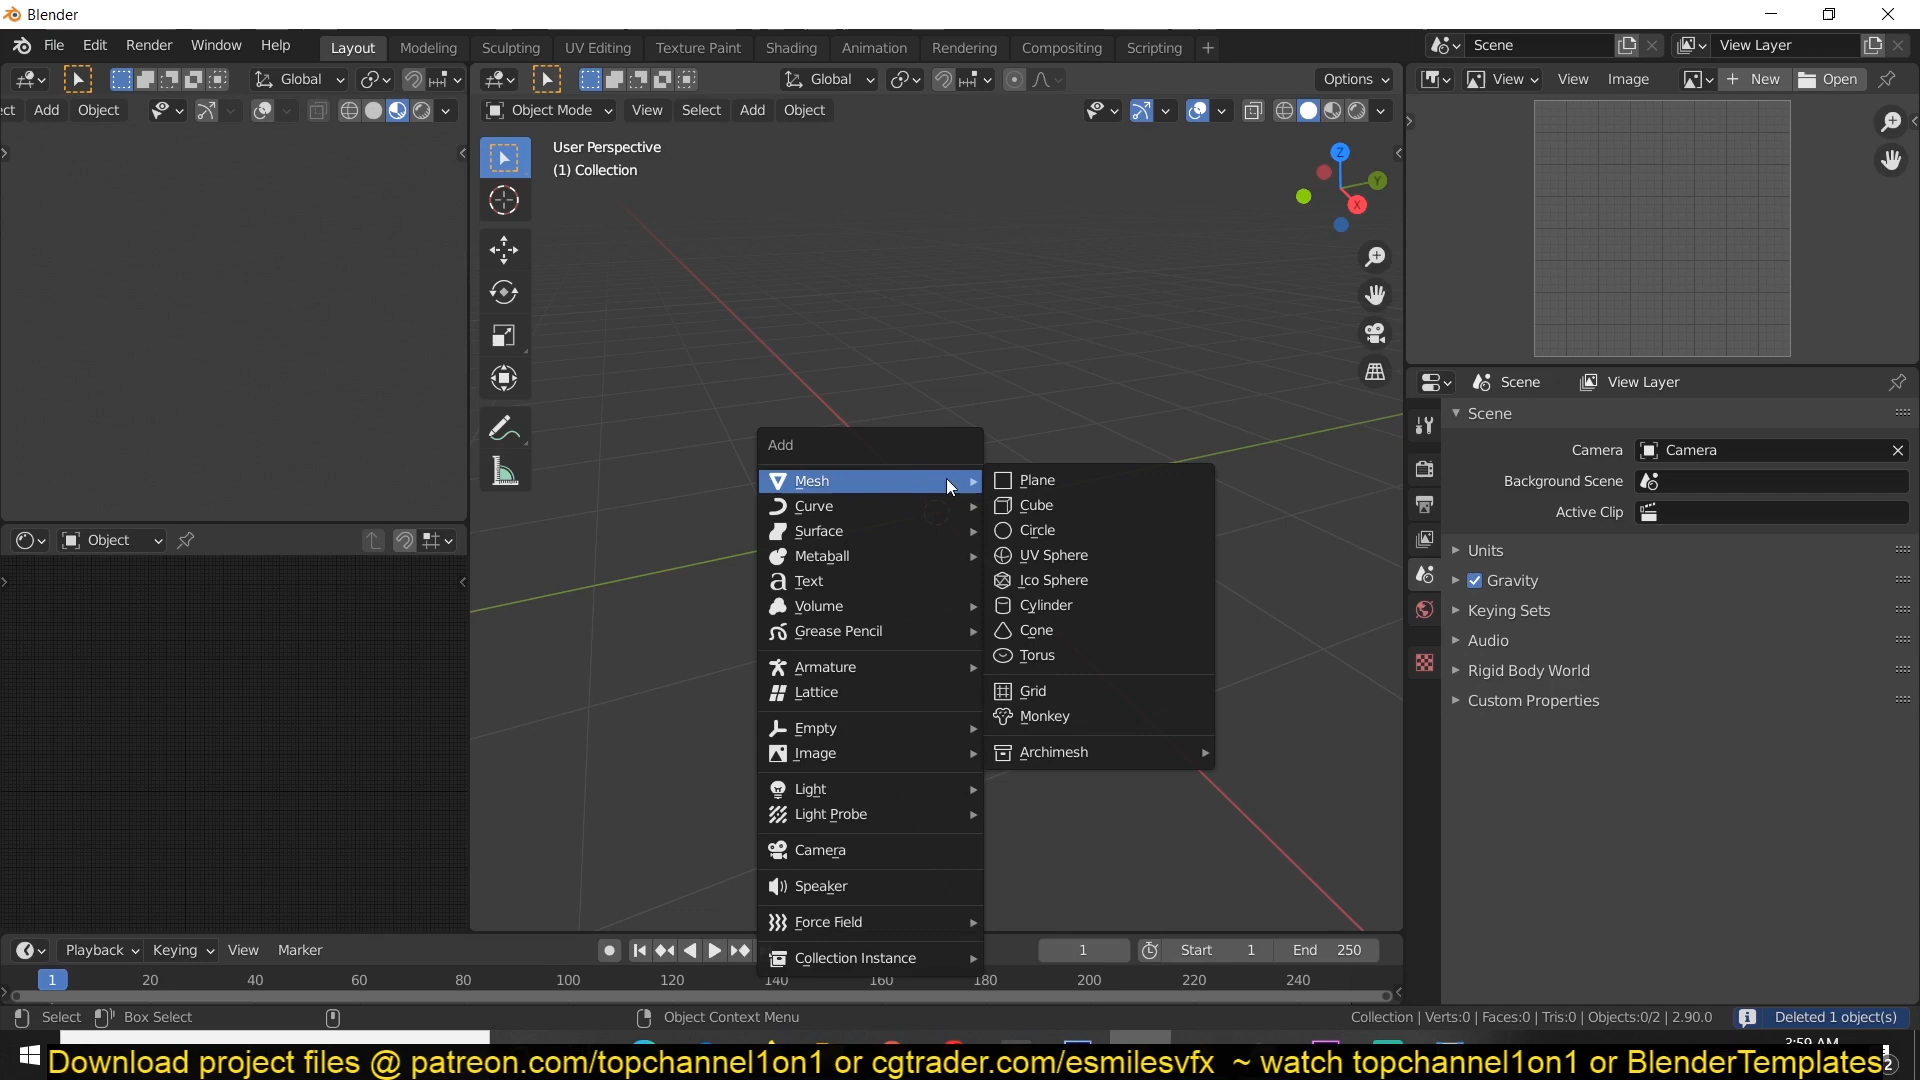 Blender
File Edit Render Window Help Layout Modeling Sculpting UV Editing Texture Paint Shading Animation Rendering Compositing Scripting + Scene View Layer
Global Global Options View View Image New Open
ect Add Object Object Mode View Select Add Object
User Perspective
(1) Collection
Z
Y
X
Scene View Layer
Scene
Camera Camera
Background Scene
Active Clip
Units
Gravity
Keying Sets
Audio
Rigid Body World
Custom Properties
Object
Add
Mesh
Curve
Surface
Metaball
Text
Volume
Grease Pencil
Armature
Lattice
Empty
Image
Light
Light Probe
Camera
Speaker
Force Field
Collection Instance
Plane
Cube
Circle
UV Sphere
Ico Sphere
Cylinder
Cone
Torus
Grid
Monkey
Archimesh
Playback Keying View Marker 1 Start 1 End 250
1 20 40 60 80 100 120 140 160 180 200 220 240
Select Box Select Object Context Menu Collection | Verts:0 | Faces:0 | Tris:0 | Objects:0/2 | 2.90.0 Deleted 1 object(s)
3:59 AM
Download project files @ patreon.com/topchannel1on1 or cgtrader.com/esmilesvfx ~ watch topchannel1on1 or BlenderTemplates
2